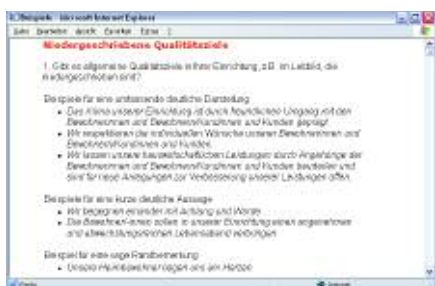 Beispiele - Microsoft Internet Explorer
Datei Bearbeiten Ansicht Favoriten Extras ?
Niedergeschriebene Qualitätsziele
1. Gibt es allgemeine Qualitätsziele in Ihrer Einrichtung, z.B. im Leitbild, die
niedergeschrieben sind?
Beispiele für eine umfassende deutliche Darstellung
Das Klima unserer Einrichtung ist durch freundlichen Umgang mit den
Bewohnerinnen und Bewohnern/Kundinnen und Kunden geprägt.
Wir respektieren die individuellen Wünsche unserer Bewohnerinnen und
Bewohner/Kundinnen und Kunden.
Wir lassen unsere hauswirtschaftlichen Leistungen durch Angehörige der
Bewohnerinnen und Bewohner/Kundinnen und Kunden beurteilen und
sind für neue Anregungen zur Verbesserung unserer Leistungen offen.
Beispiele für eine kurze deutliche Aussage
Wir begegnen einander mit Achtung und Würde
Die Bewohner/-innen sollen in unserer Einrichtung einen angenehmen
und abwechslungsreichen Lebensabend verbringen
Beispiel für eine vage Randbemerkung
Unsere Heimbewohner liegen uns am Herzen
Internet